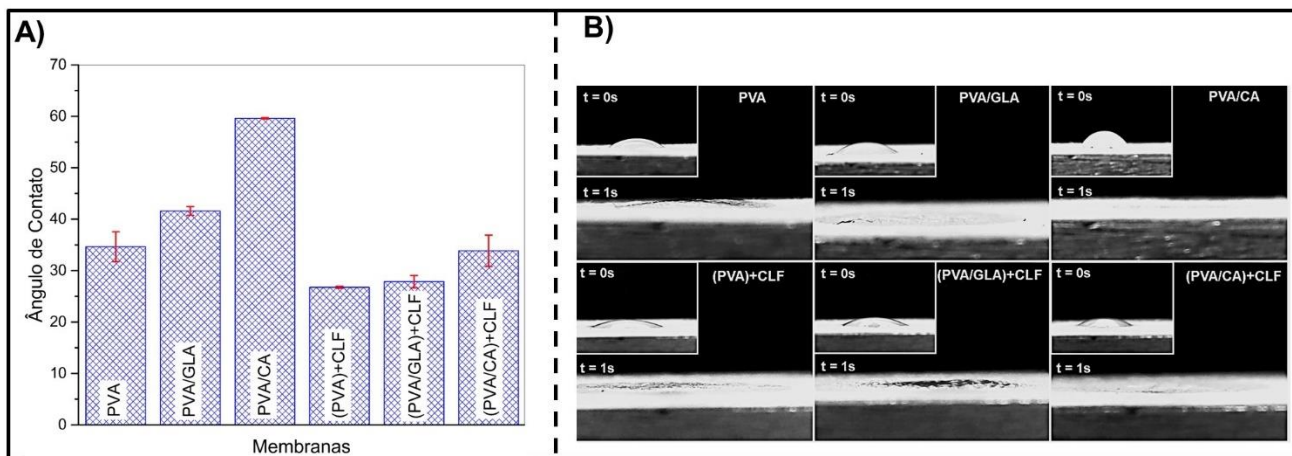 A)
70
60
50
40
30
20
10
0
Ângulo de Contato
PVA
PVA/GLA
PVA/CA
(PVA)+CLF
(PVA/GLA)+CLF
(PVA/CA)+CLF
Membranas
B)
t = 0s
PVA
t = 1s
t = 0s
PVA/GLA
t = 1s
t = 0s
PVA/CA
t = 1s
t = 0s
(PVA)+CLF
t = 1s
t = 0s
(PVA/GLA)+CLF
t = 1s
t = 0s
(PVA/CA)+CLF
t = 1s